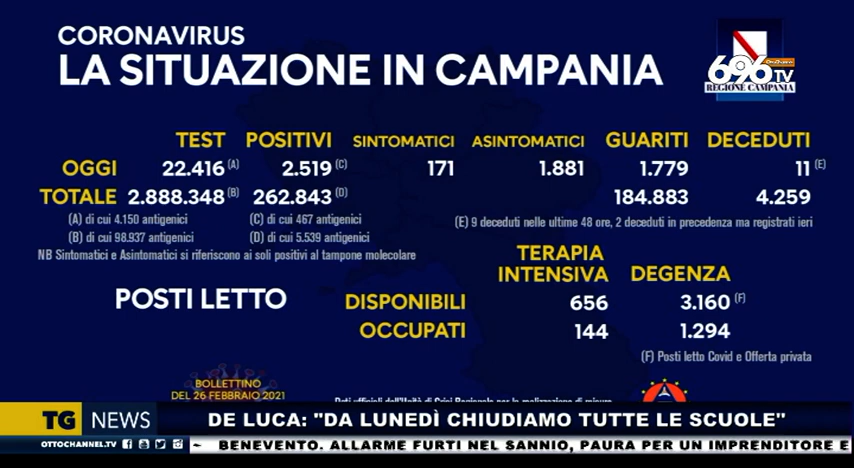 CORONAVIRUS
LA SITUAZIONE IN CAMPANIA
696 TV
REGIONE CAMPANIA
TEST POSITIVI SINTOMATICI ASINTOMATICI GUARITI DECEDUTI
OGGI 22.416 (A) 2.519 (C) 171 1.881 1.779 11 (E)
TOTALE 2.888.348 (B) 262.843 (D) 184.883 4.259
(A) di cui 4.150 antigenici (C) di cui 467 antigenici (E) 9 deceduti nelle ultime 48 ore, 2 deceduti in precedenza ma registrati ieri
(B) di cui 98.937 antigenici (D) di cui 5.539 antigenici
NB Sintomatici e Asintomatici si riferiscono ai soli positivi al tampone molecolare
TERAPIA
INTENSIVA DEGENZA
POSTI LETTO DISPONIBILI 656 3.160 (F)
OCCUPATI 144 1.294
(F) Posti letto Covid e Offerta privata
BOLLETTINO
DEL 26 FEBBRAIO 2021
TG NEWS DE LUCA: "DA LUNEDÌ CHIUDIAMO TUTTE LE SCUOLE"
OTTOCHANNEL.TV BENEVENTO. ALLARME FURTI NEL SANNIO, PAURA PER UN IMPRENDITORE E